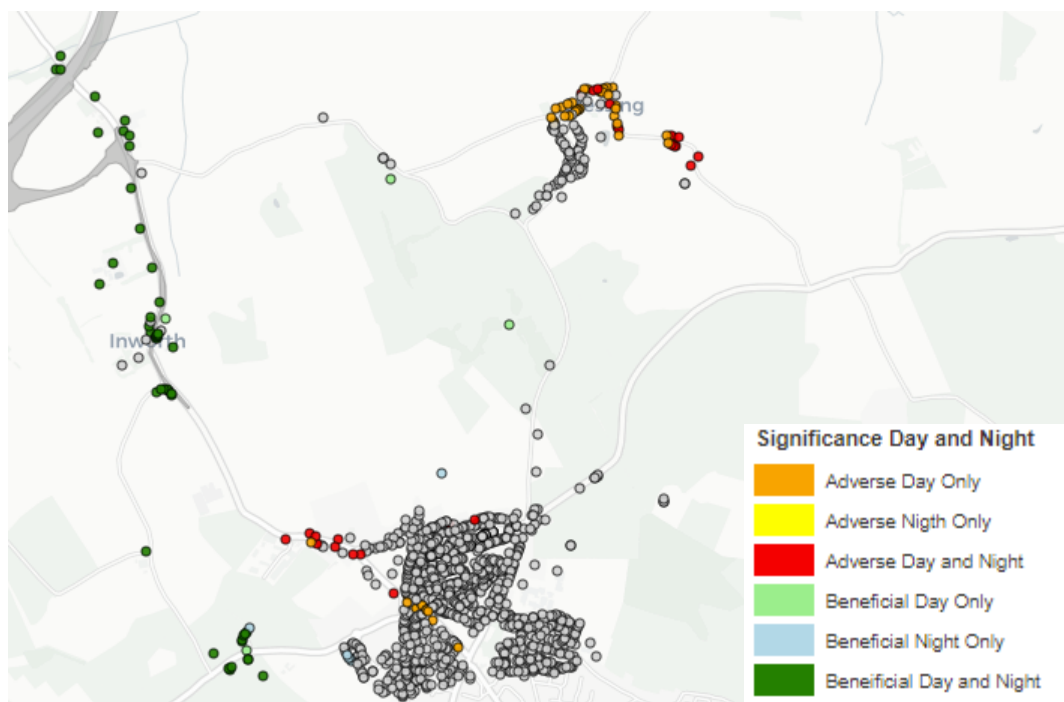 Inworth
Significance Day and Night
Adverse Day Only
Adverse Nigth Only
Adverse Day and Night
Beneficial Day Only
Beneficial Night Only
Beneificial Day and Night